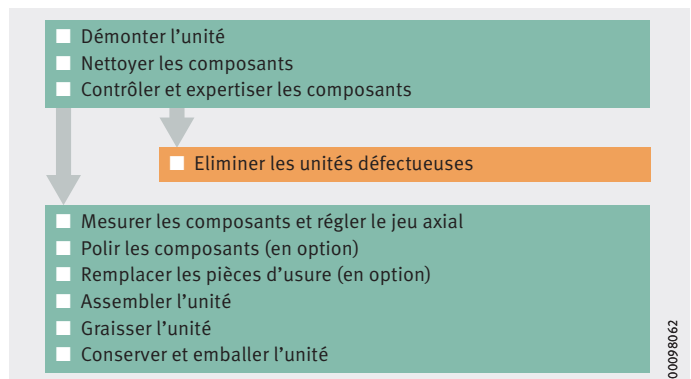 Démonter l’unité
Nettoyer les composants
Contrôler et expertiser les composants
Eliminer les unités défectueuses
Mesurer les composants et régler le jeu axial
Polir les composants (en option)
Remplacer les pièces d’usure (en option)
Assembler l’unité
Graisser l’unité
Conserver et emballer l’unité
00098062